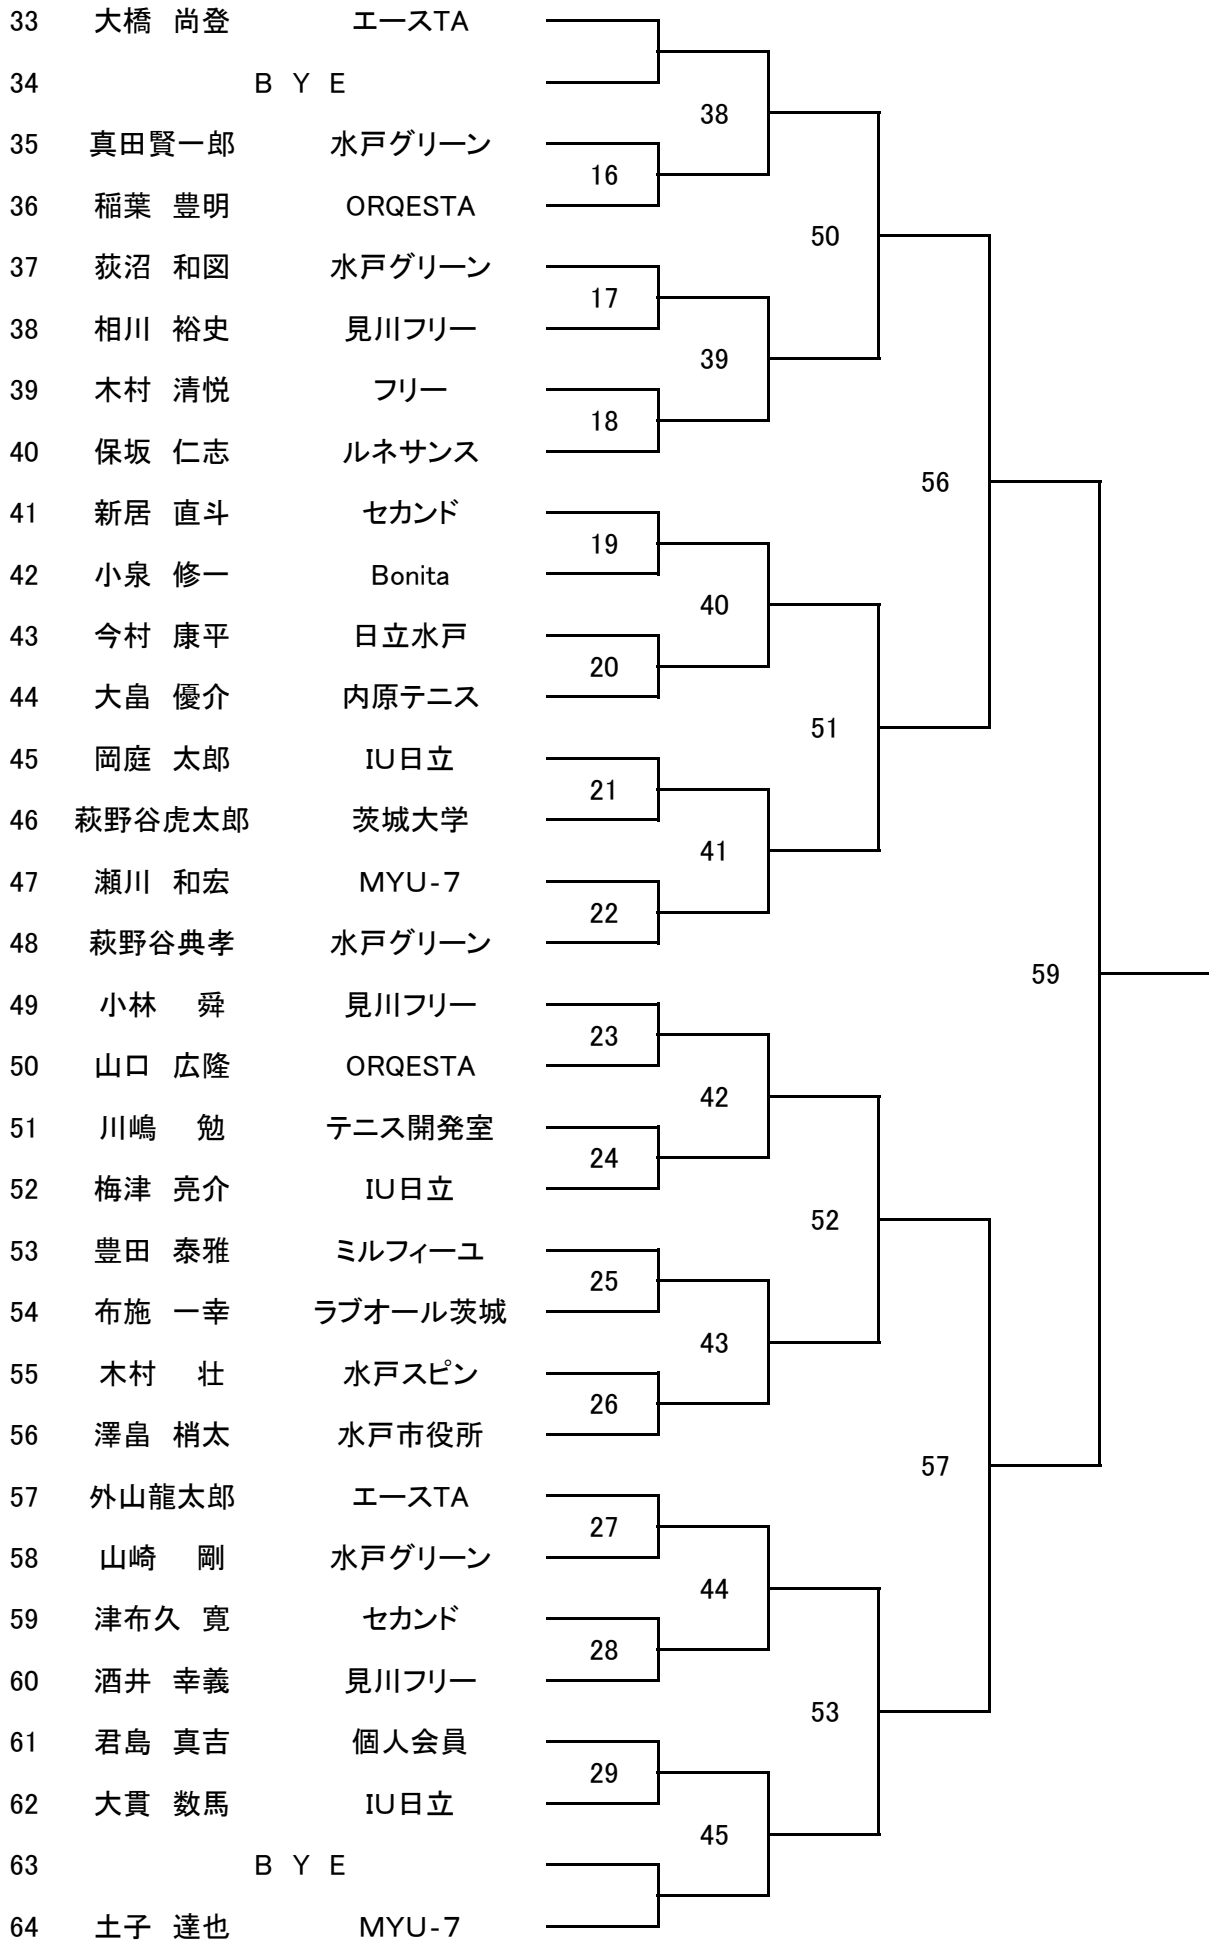 33 大橋 尚登 エースTA
34 B Y E
38
35 真田賢一郎 水戸グリーン
16
36 稲葉 豊明 ORQESTA
50
37 荻沼 和図 水戸グリーン
17
38 相川 裕史 見川フリー
39
39 木村 清悦 フリー
18
40 保坂 仁志 ルネサンス
56
41 新居 直斗 セカンド
19
42 小泉 修一 Bonita
40
43 今村 康平 日立水戸
20
44 大畠 優介 内原テニス
51
45 岡庭 太郎 IU日立
21
46 萩野谷虎太郎 茨城大学
41
47 瀬川 和宏 MYU-7
22
48 萩野谷典孝 水戸グリーン
59
49 小林 舜 見川フリー
23
50 山口 広隆 ORQESTA
42
51 川嶋 勉 テニス開発室
24
52 梅津 亮介 IU日立
52
53 豊田 泰雅 ミルフィーユ
25
54 布施 一幸 ラブオール茨城
43
55 木村 壮 水戸スピン
26
56 澤畠 梢太 水戸市役所
57
57 外山龍太郎 エースTA
27
58 山崎 剛 水戸グリーン
44
59 津布久 寛 セカンド
28
60 酒井 幸義 見川フリー
53
61 君島 真吉 個人会員
29
62 大貫 数馬 IU日立
45
63 B Y E
64 土子 達也 MYU-7